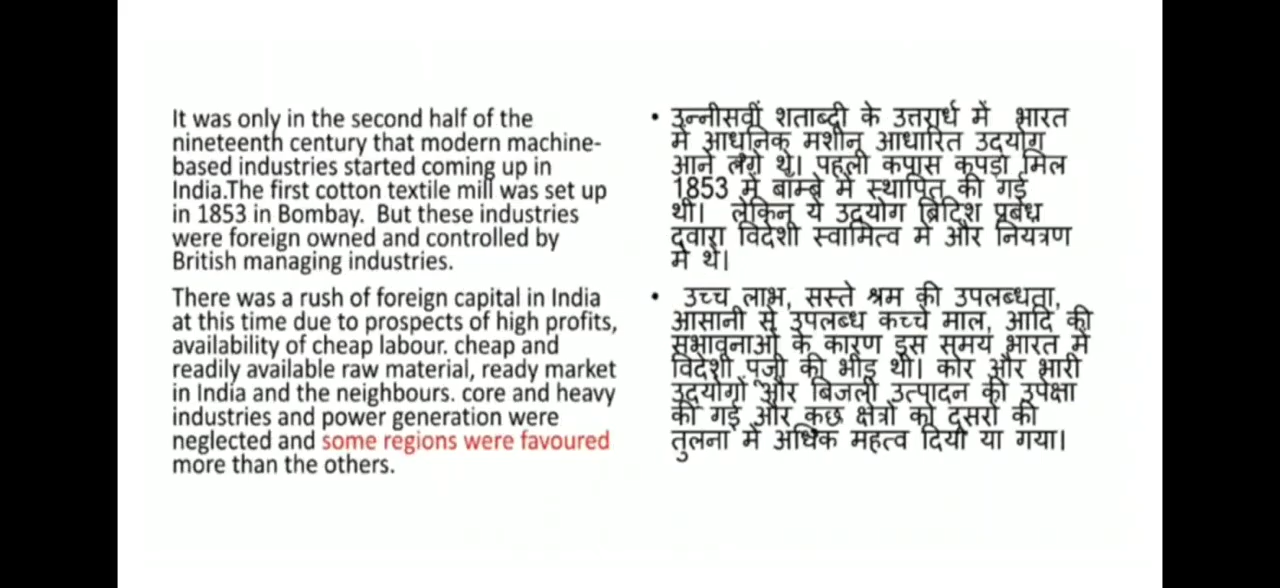 It was only in the second half of the
nineteenth century that modern machine-
based industries started coming up in
India.The first cotton textile mill was set up
in 1853 in Bombay.  But these industries
were foreign owned and controlled by
British managing industries.
There was a rush of foreign capital in India
at this time due to prospects of high profits,
availability of cheap labour. cheap and
readily available raw material, ready market
in India and the neighbours. core and heavy
industries and power generation were
neglected and some regions were favoured
more than the others.
• उन्नीसवीं शताब्दी के उत्तरार्ध में  भारत
में आधुनिक मशीन आधारित उद्योग
आने लगे थे। पहली कपास कपड़ा मिल
1853 में बॉम्बे में स्थापित की गई
थी।  लेकिन ये उद्योग ब्रिटिश प्रबंध
द्वारा विदेशी स्वामित्व में और नियंत्रण
में थे।
• उच्च लाभ, सस्ते श्रम की उपलब्धता,
आसानी से उपलब्ध कच्चे माल, आदि की
संभावनाओं के कारण इस समय भारत में
विदेशी पूंजी की भीड़ थी। कोर और भारी
उद्योगों और बिजली उत्पादन की उपेक्षा
की गई और कुछ क्षेत्रों को दूसरों की
तुलना में अधिक महत्व दिया या गया।